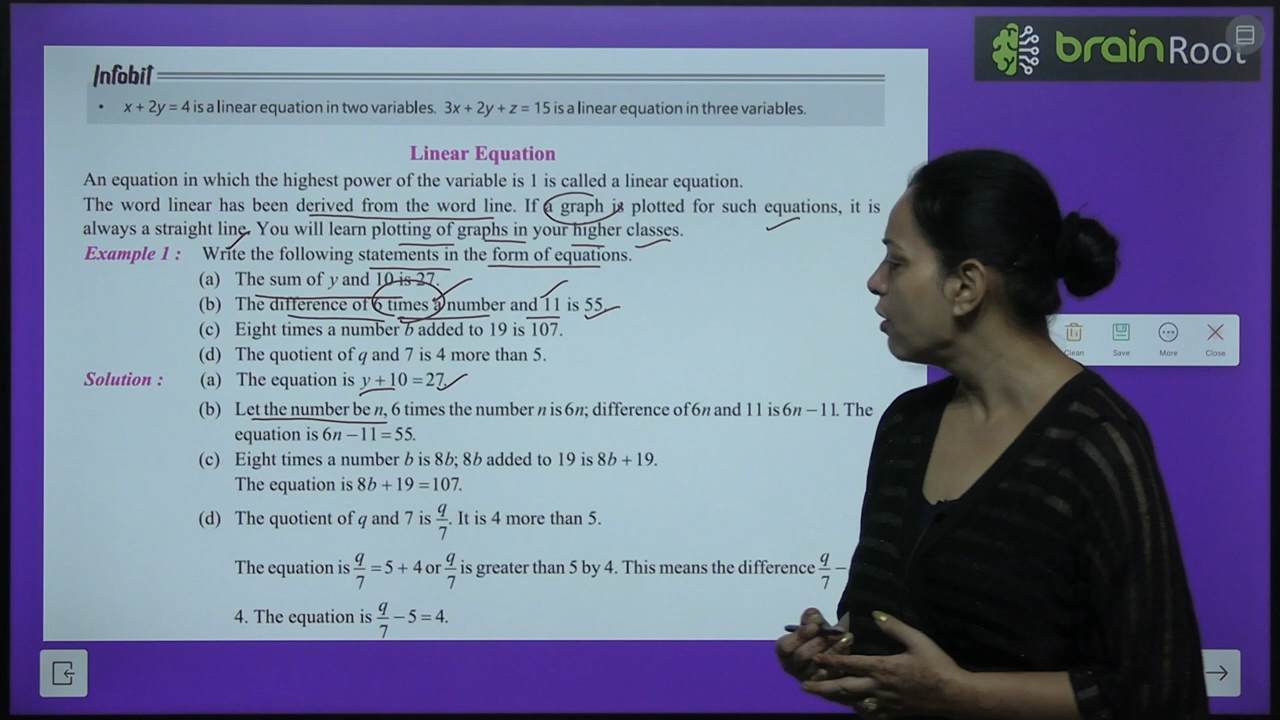 brainRoot
Infobit
• x + 2y = 4 is a linear equation in two variables. 3x + 2y + z = 15 is a linear equation in three variables.
Linear Equation
An equation in which the highest power of the variable is 1 is called a linear equation.
The word linear has been derived from the word line. If a graph is plotted for such equations, it is
always a straight line. You will learn plotting of graphs in your higher classes.
Example 1 : Write the following statements in the form of equations.
(a) The sum of y and 10 is 27.
(b) The difference of 6 times a number and 11 is 55.
(c) Eight times a number b added to 19 is 107.
(d) The quotient of q and 7 is 4 more than 5.
Solution : (a) The equation is y + 10 = 27.
(b) Let the number be n, 6 times the number n is 6n; difference of 6n and 11 is 6n – 11. The
equation is 6n – 11 = 55.
(c) Eight times a number b is 8b; 8b added to 19 is 8b + 19.
The equation is 8b + 19 = 107.
(d) The quotient of q and 7 is q/7. It is 4 more than 5.
The equation is q/7 = 5 + 4 or q/7 is greater than 5 by 4. This means the difference q/7 –
4. The equation is q/7 – 5 = 4.
Clean Save More Close